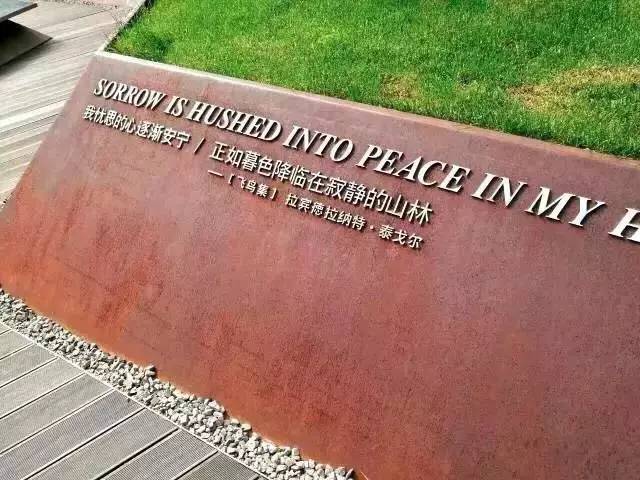 SORROW IS HUSHED INTO PEACE IN MY H
我忧思的心逐渐安宁 / 正如暮色降临在寂静的山林
—【飞鸟集】拉宾德拉纳特·泰戈尔